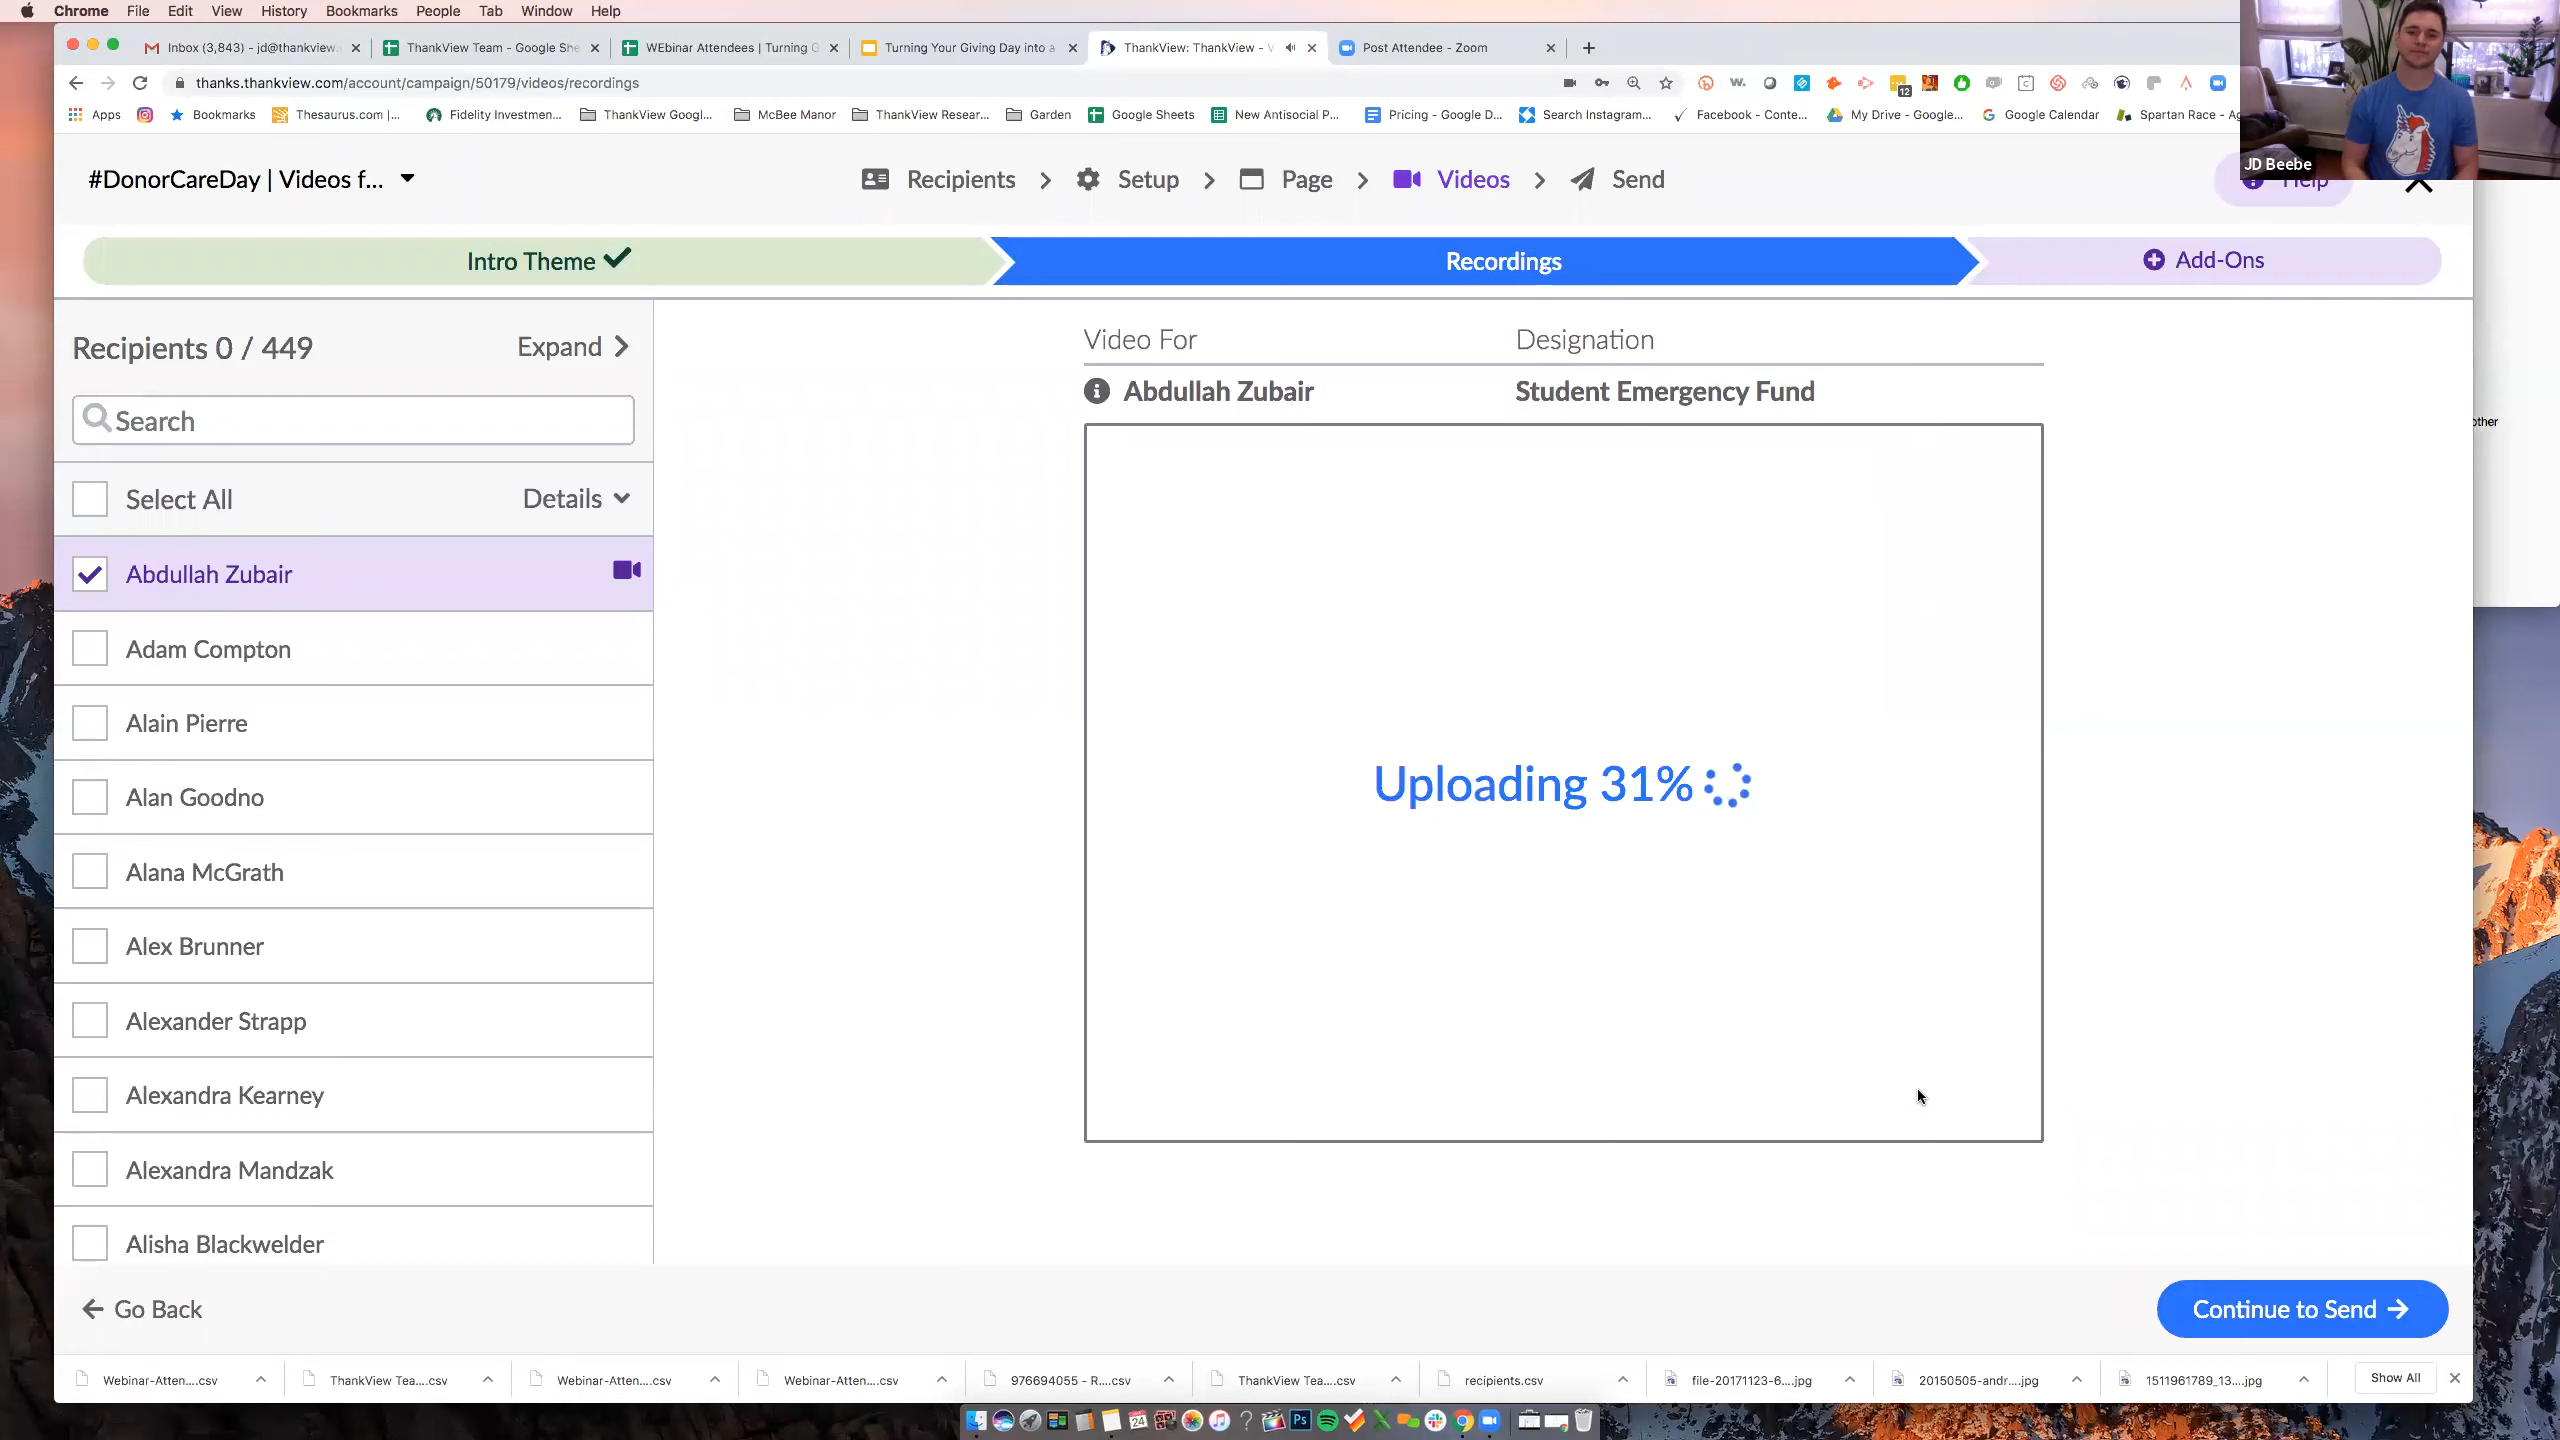 Chrome File Edit View History Bookmarks People Tab Window Help
Inbox (3,843) - jd@thankview. ThankView Team - Google She WEbinar Attendees | Turning G Turning Your Giving Day into a ThankView: ThankView - V Post Attendee - Zoom
thanks.thankview.com/account/campaign/50179/videos/recordings
12
Apps Bookmarks Thesaurus.com |... Fidelity Investmen... ThankView Googl... McBee Manor ThankView Resear... Garden Google Sheets New Antisocial P... Pricing - Google D... Search Instagram... Facebook - Conte... My Drive - Google... Google Calendar Spartan Race - Ag
JD Beebe
#DonorCareDay | Videos f... Recipients Setup Page Videos Send Help
Intro Theme Recordings Add-Ons
Recipients 0 / 449 Expand
Search
Select All Details
Abdullah Zubair
Adam Compton
Alain Pierre
Alan Goodno
Alana McGrath
Alex Brunner
Alexander Strapp
Alexandra Kearney
Alexandra Mandzak
Alisha Blackwelder
Video For Designation
Abdullah Zubair Student Emergency Fund
Uploading 31%
other
Go Back Continue to Send
Webinar-Atten....csv ThankView Tea....csv Webinar-Atten....csv Webinar-Atten....csv 976694055 - R....csv ThankView Tea....csv recipients.csv file-20171123-6....jpg 20150505-andr...jpg 1511961789_13....jpg Show All
24 Ps